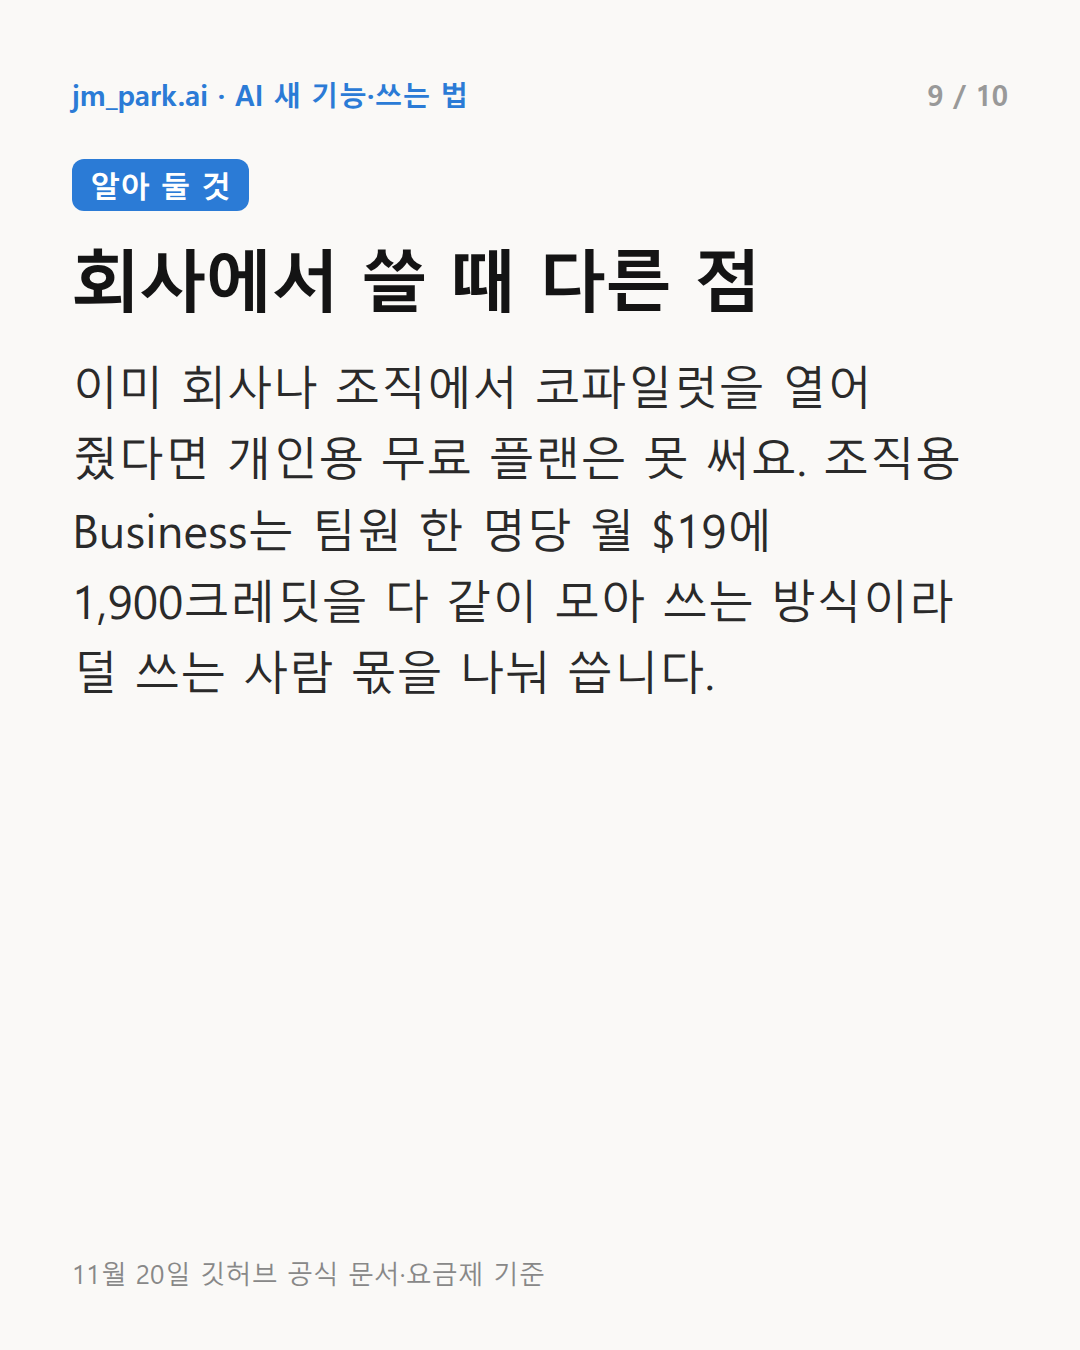 jm_park.ai · AI 새 기능·쓰는 법
9 / 10
알아 둘 것
회사에서 쓸 때 다른 점
이미 회사나 조직에서 코파일럿을 열어
줬다면 개인용 무료 플랜은 못 써요. 조직용
Business는 팀원 한 명당 월 $19에
1,900크레딧을 다 같이 모아 쓰는 방식이라
덜 쓰는 사람 몫을 나눠 씁니다.
11월 20일 깃허브 공식 문서·요금제 기준